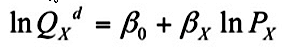 ln Q_X^d = β_0 + β_X ln P_X